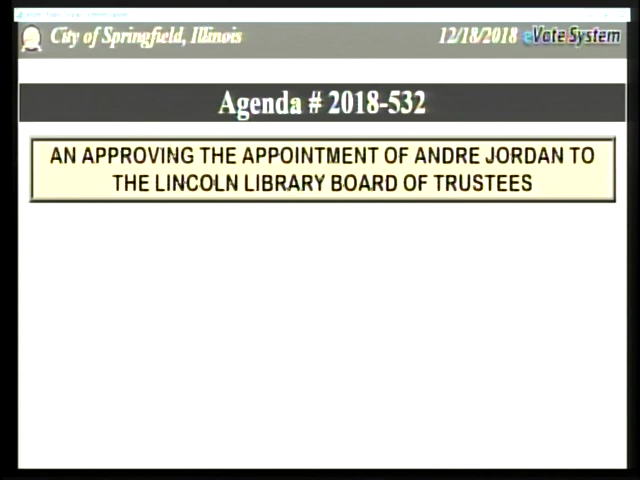 City of Springfield, Illinois
12/18/2018 eVote System
Agenda # 2018-532
AN APPROVING THE APPOINTMENT OF ANDRE JORDAN TO
THE LINCOLN LIBRARY BOARD OF TRUSTEES